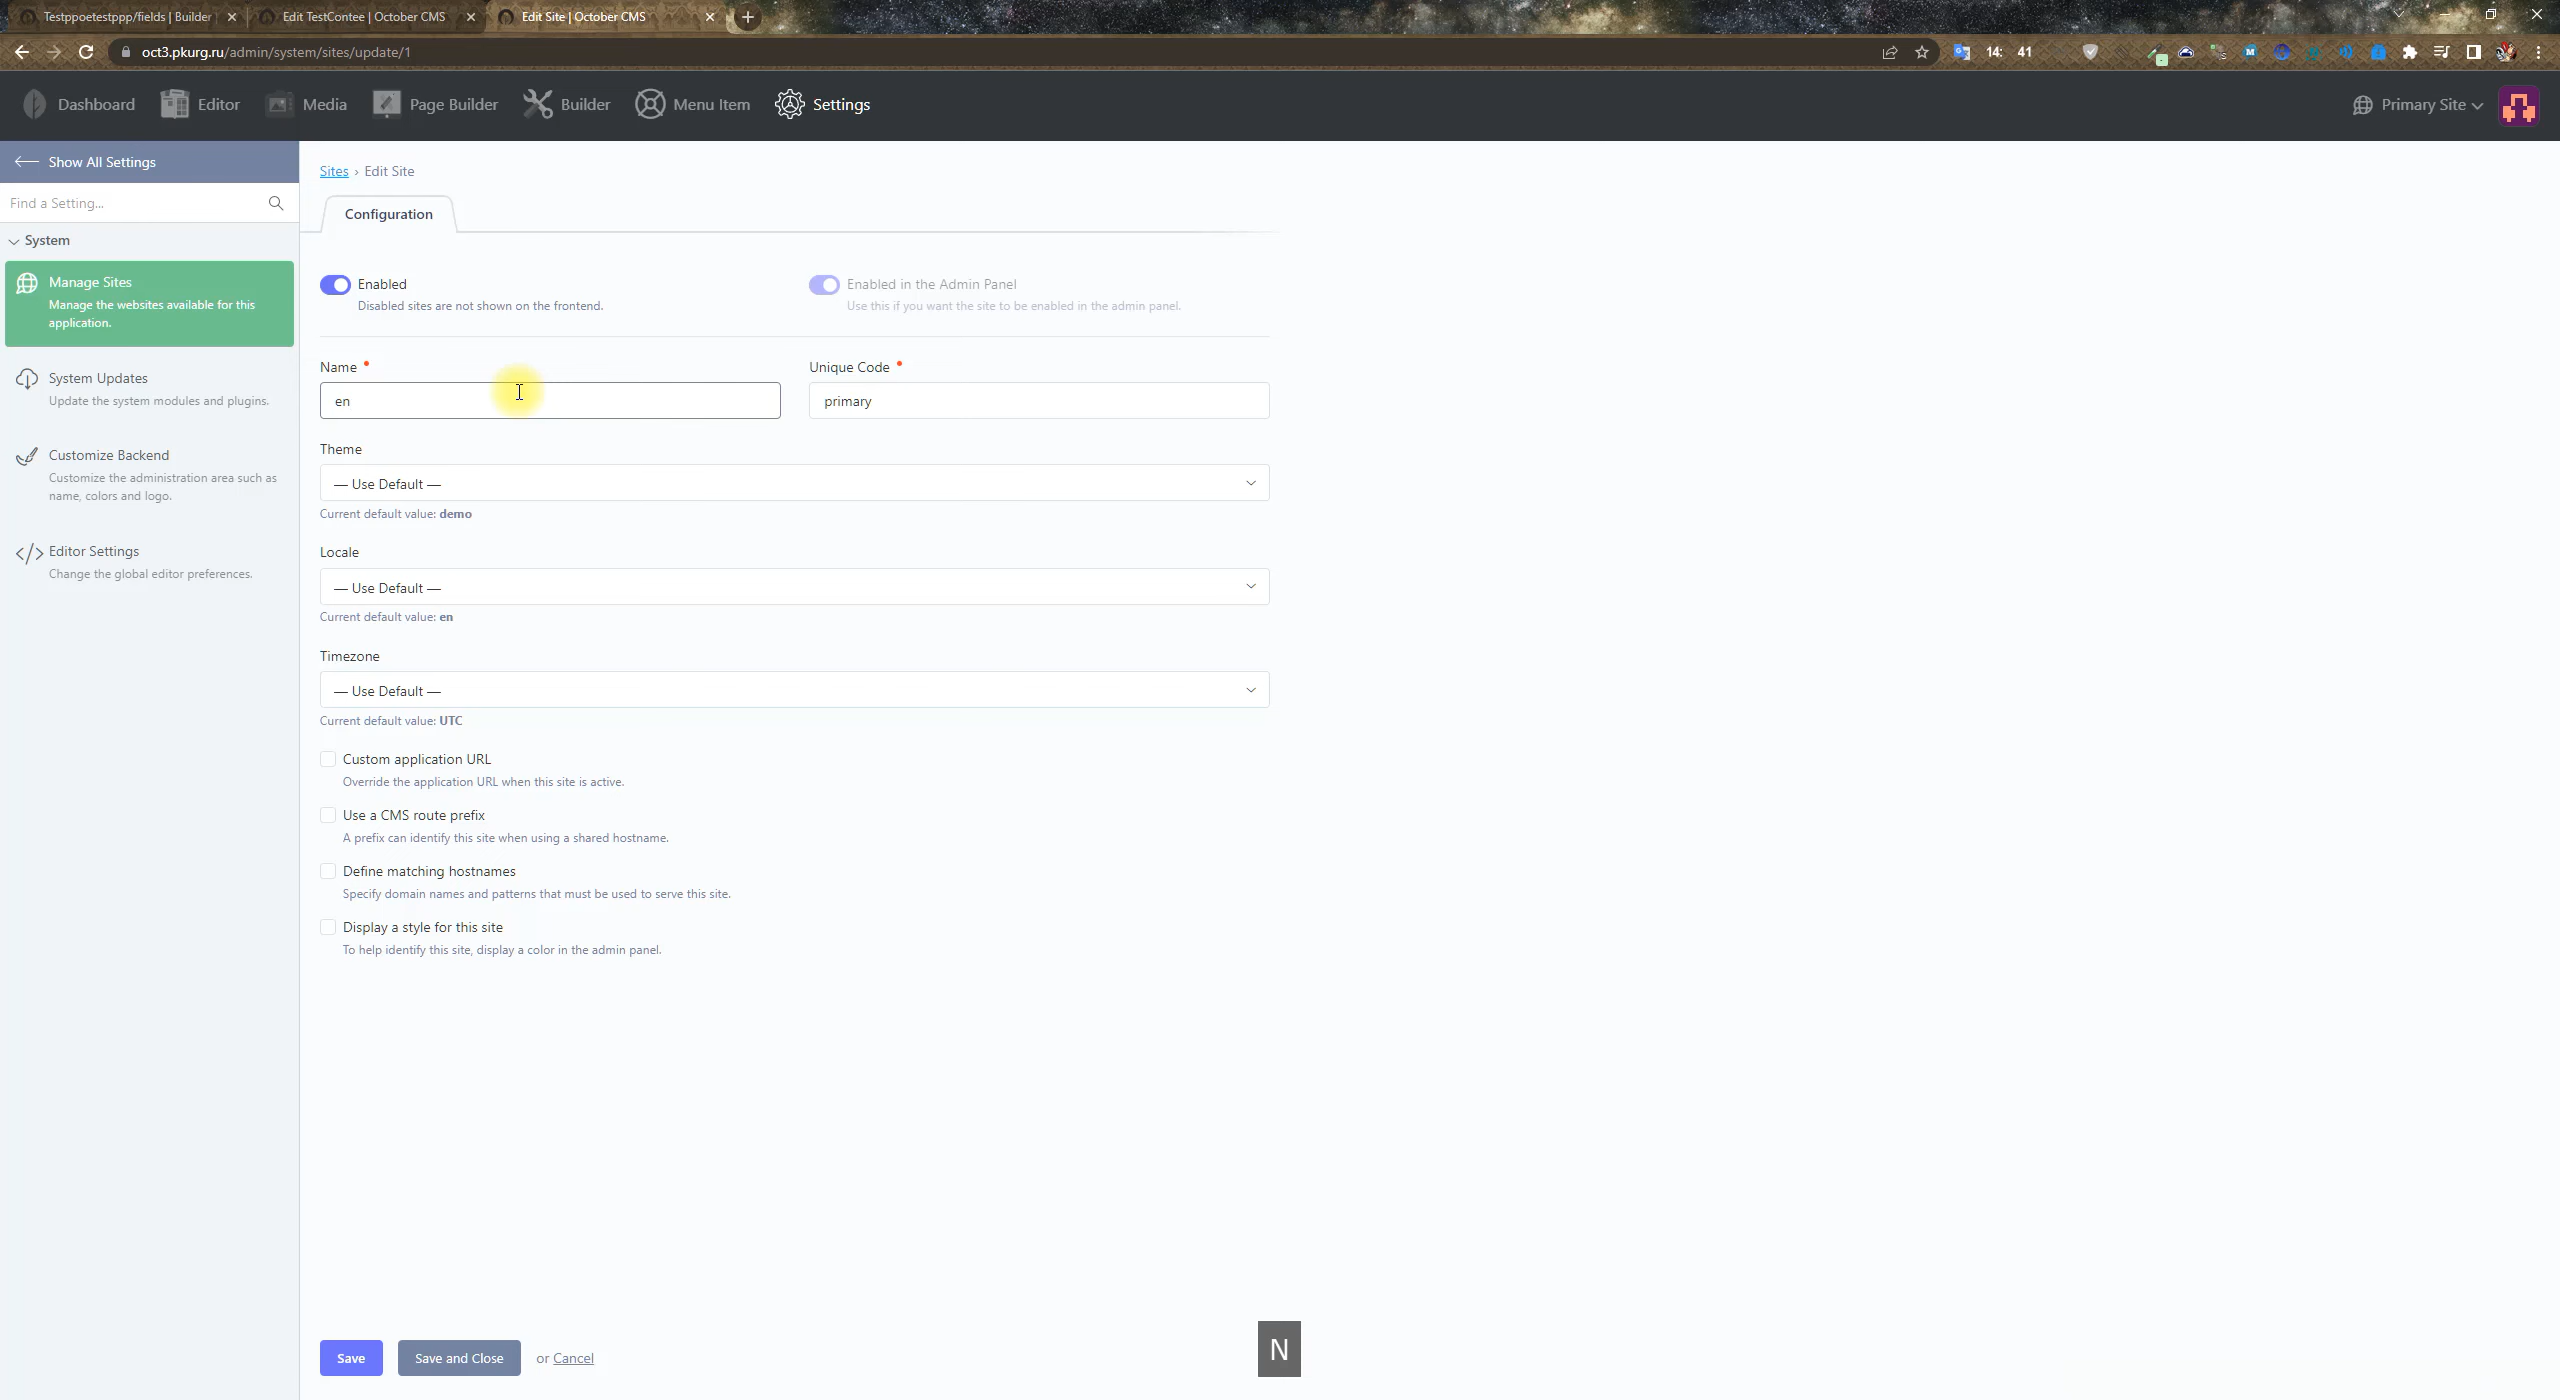 Testppoetestppp/fields | Builder
Edit TestContee | October CMS
Edit Site | October CMS
oct3.pkurg.ru/admin/system/sites/update/1
14: 41
Dashboard
Editor
Media
Page Builder
Builder
Menu Item
Settings
Primary Site
Show All Settings
Find a Setting...
System
Manage Sites
Manage the websites available for this
application.
System Updates
Update the system modules and plugins.
Customize Backend
Customize the administration area such as
name, colors and logo.
Editor Settings
Change the global editor preferences.
Sites › Edit Site
Configuration
Enabled
Disabled sites are not shown on the frontend.
Enabled in the Admin Panel
Use this if you want the site to be enabled in the admin panel.
Name
en
Unique Code
primary
Theme
— Use Default —
Current default value: demo
Locale
— Use Default —
Current default value: en
Timezone
— Use Default —
Current default value: UTC
Custom application URL
Override the application URL when this site is active.
Use a CMS route prefix
A prefix can identify this site when using a shared hostname.
Define matching hostnames
Specify domain names and patterns that must be used to serve this site.
Display a style for this site
To help identify this site, display a color in the admin panel.
Save
Save and Close
or Cancel
N